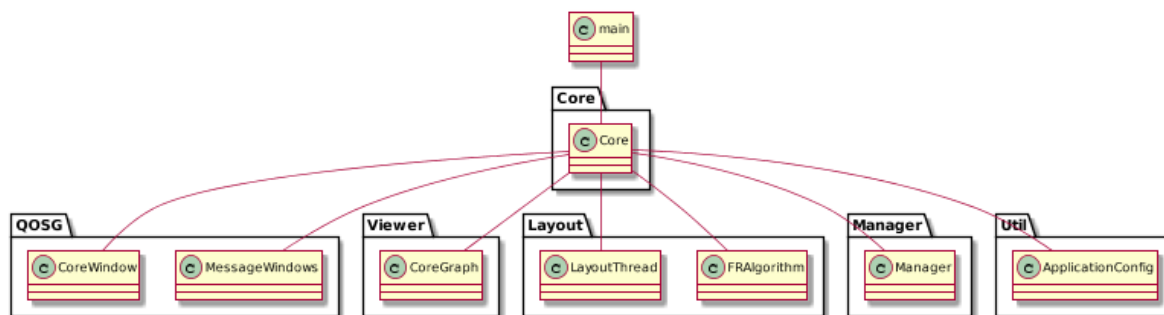 C main
Core
C Core
QOSG
Viewer
Layout
Manager
Util
C CoreWindow
C MessageWindows
C CoreGraph
C LayoutThread
C FRAlgorithm
C Manager
C ApplicationConfig